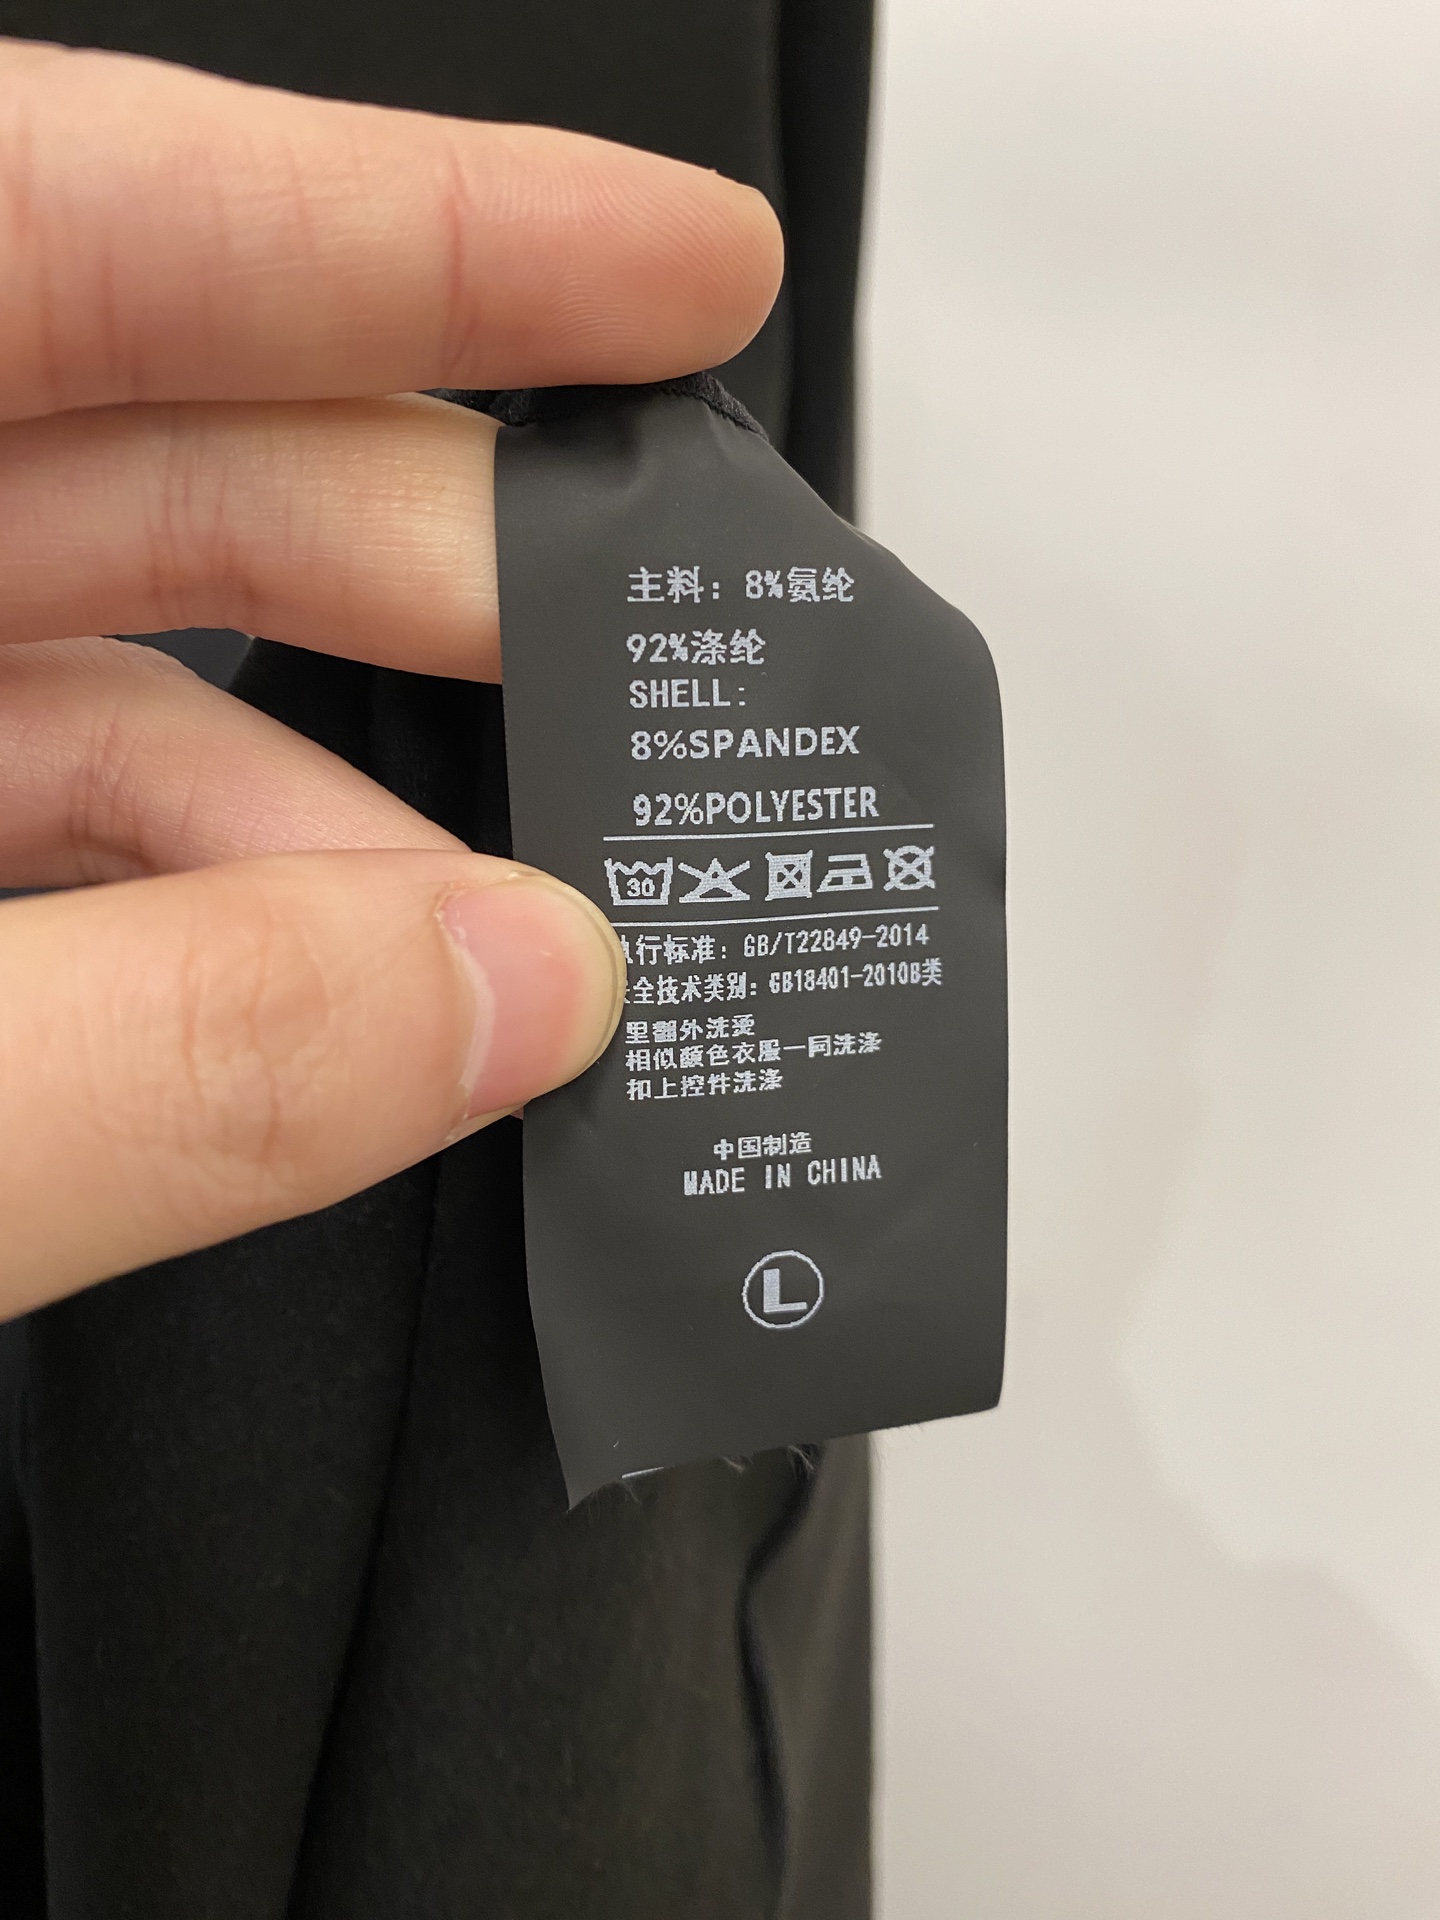 主料：8%氨纶
92%涤纶
SHELL:
8%SPANDEX
92%POLYESTER
30
行标准：GB/T22849-2014
全技术类别：GB18401-2010B类
里翻外洗烫
相似颜色衣服一同洗涤
扣上控件洗涤
中国制造
MADE IN CHINA
L